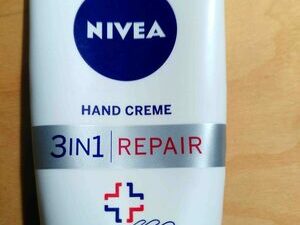 NIVEA
HAND CREME
3IN1 | REPAIR